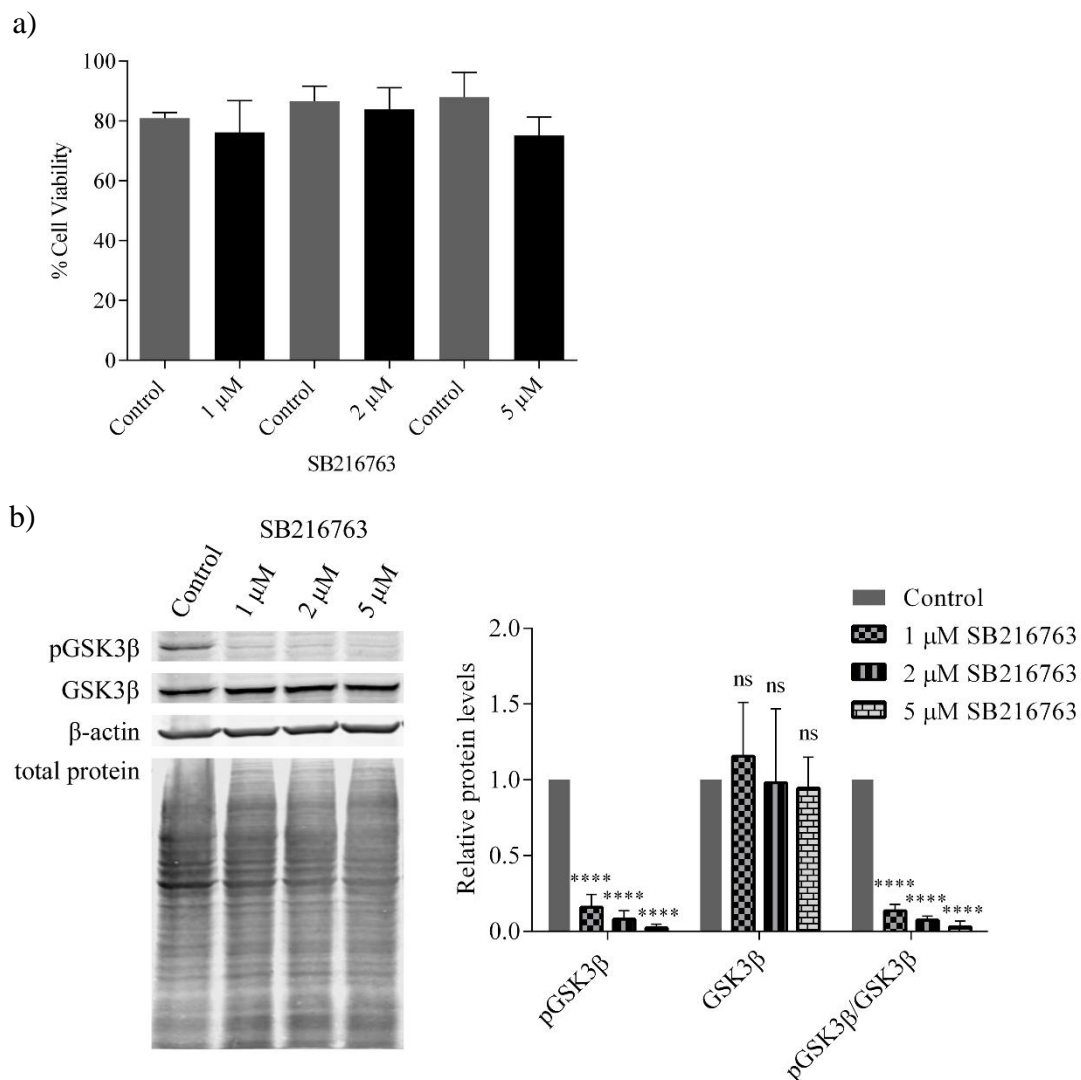 a)
100
80
60
40
20
0
% Cell Viability
Control
1 μM
Control
2 μM
Control
5 μM
SB216763
b)
SB216763
Control
1 μM
2 μM
5 μM
pGSK3β
GSK3β
β-actin
total protein
Control
1 μM SB216763
2 μM SB216763
5 μM SB216763
2.0
1.5
1.0
0.5
0.0
Relative protein levels
**** **** ****
ns ns ns
**** **** ****
pGSK3β
GSK3β
pGSK3β/GSK3β